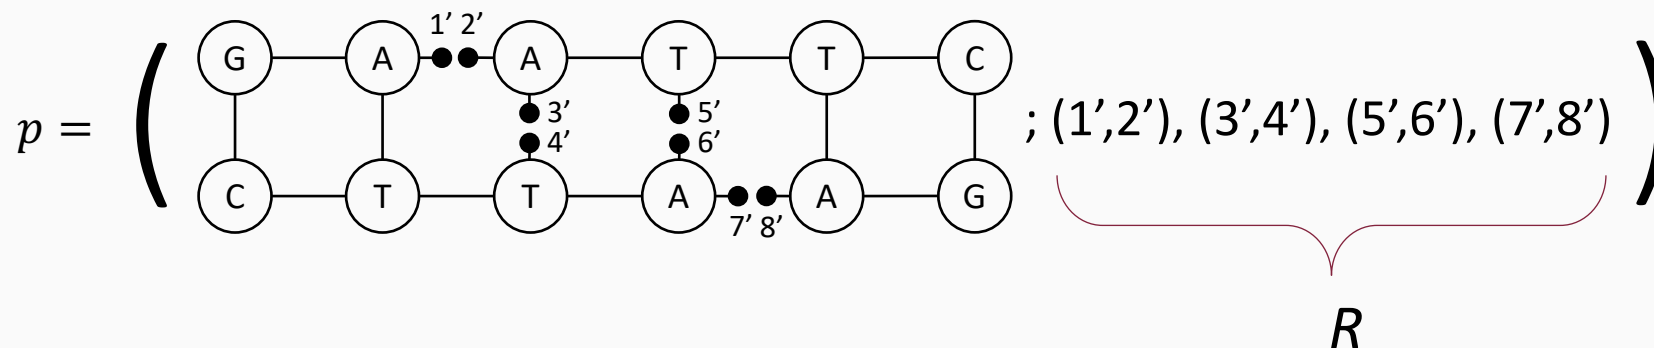 1’ 2’
G A A T T C
3’ 5’
p = ( ; (1’,2’), (3’,4’), (5’,6’), (7’,8’) )
4’ 6’
C T T A A G
7’ 8’
R